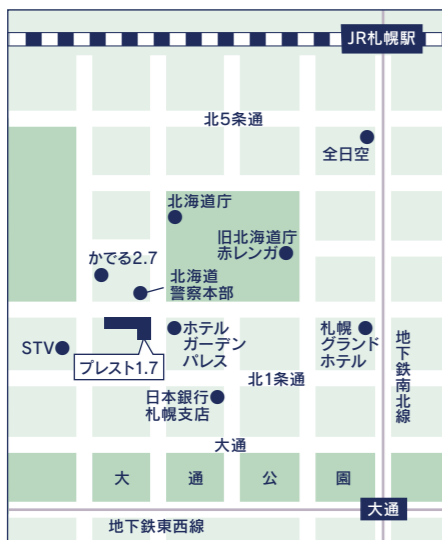 JR札幌駅
北5条通
全日空
北海道庁
旧北海道庁
赤レンガ
かでる2.7
北海道
警察本部
STV
プレスト1.7
ホテル
ガーデン
パレス
札幌
グランド
ホテル
地下鉄南北線
北1条通
日本銀行
札幌支店
大通
大通公園
大通
地下鉄東西線